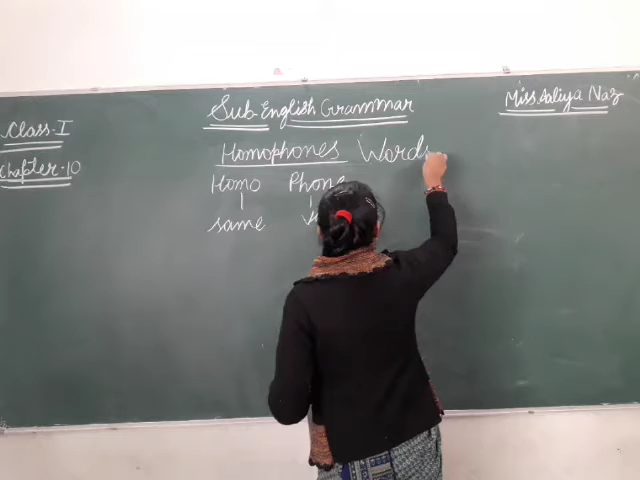 Sub-English Grammar
Miss. Aaliya Naz
Class-I
Chapter-10
Homophones Words
Homo Phone
same